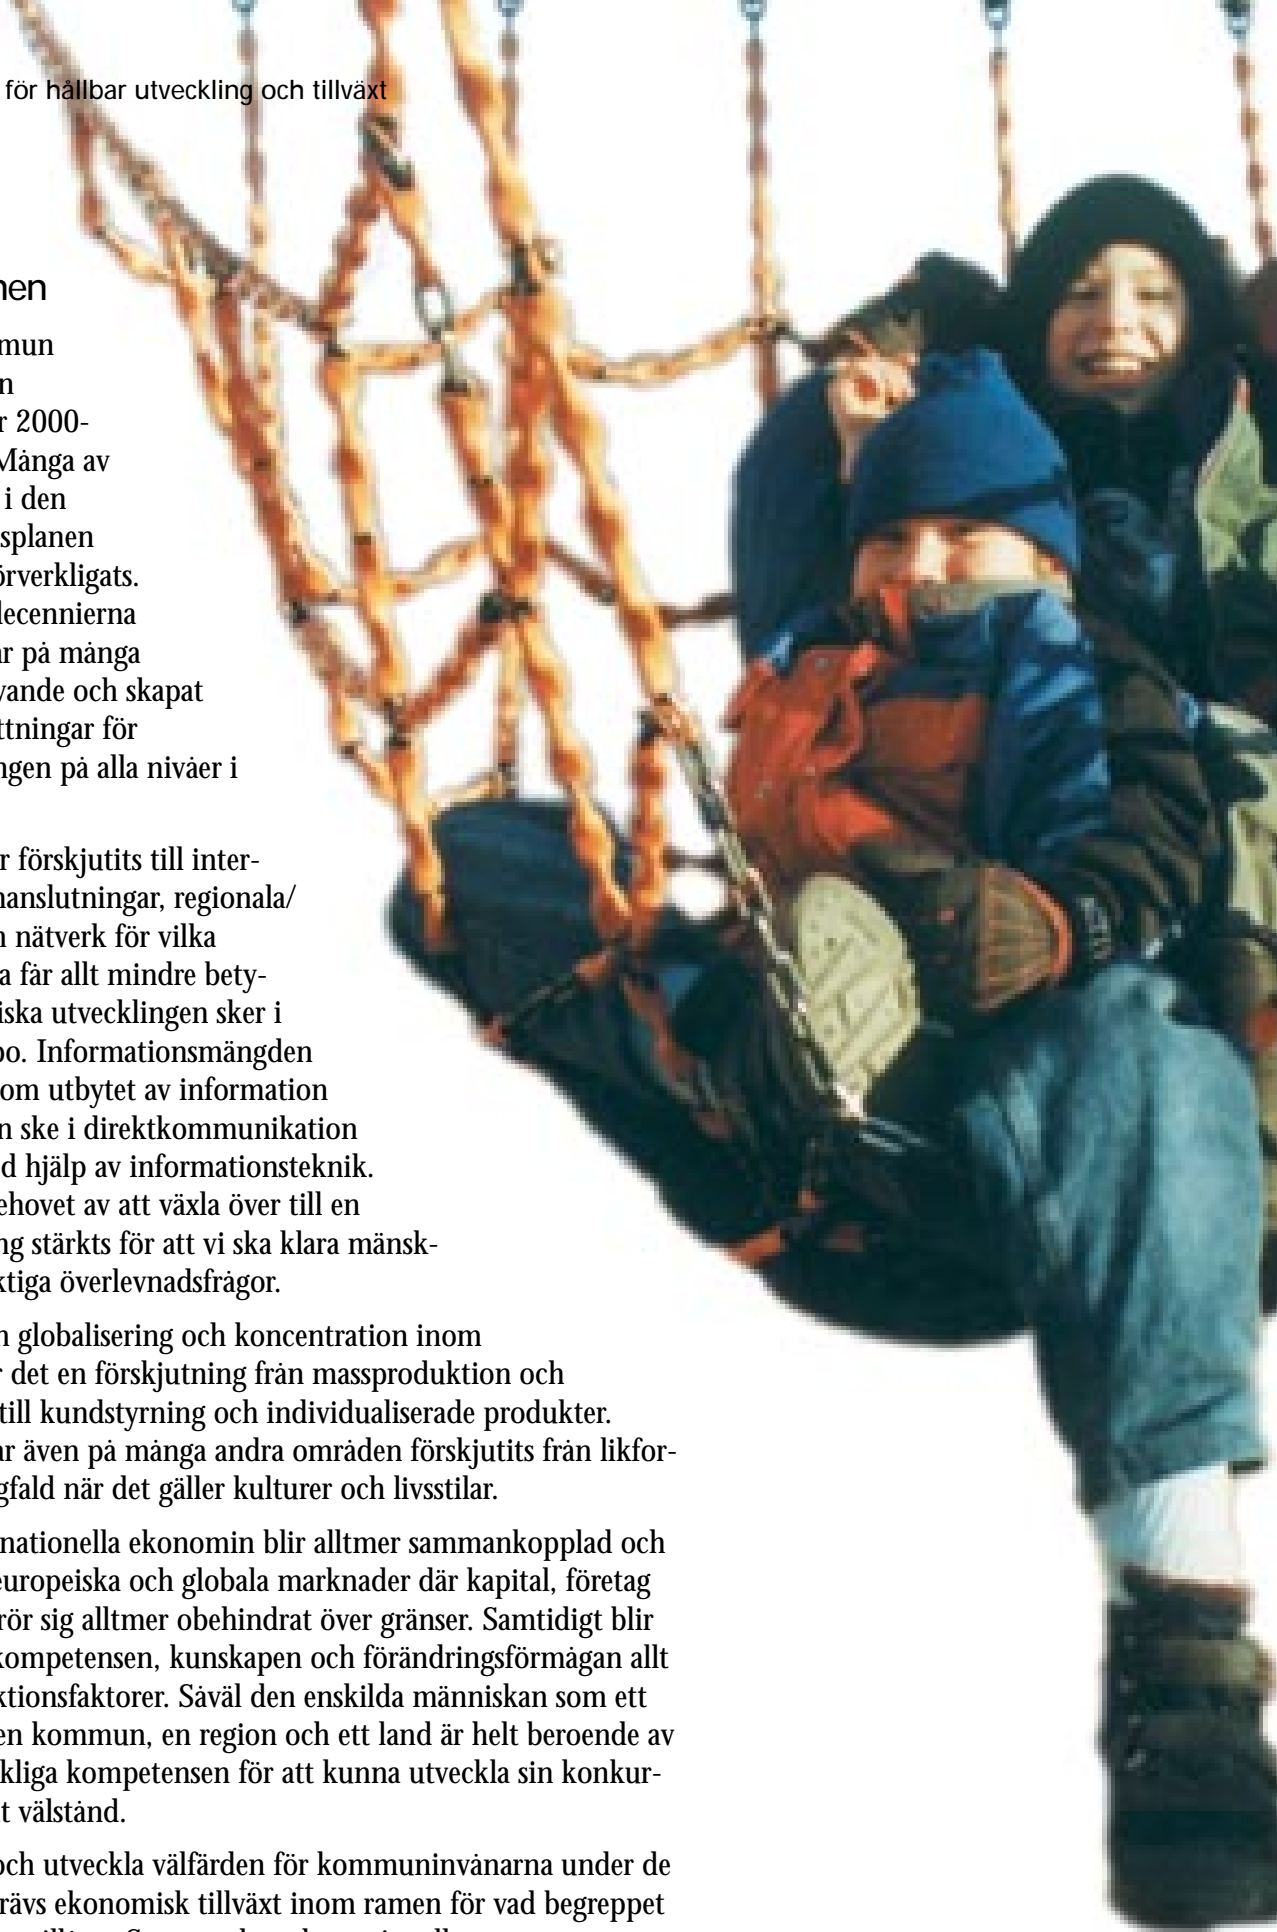 för hållbar utveckling och tillväxt
nen
mun
n
r 2000-
Många av
i den
splanen
örverkligats.
decennierna
ar på många
vande och skapat
ttningar för
ngen på alla nivåer i
r förskjutits till inter-
nanslutningar, regionala/
n nätverk för vilka
a får allt mindre bety-
iska utvecklingen sker i
po. Informationsmängden
om utbytet av information
n ske i direktkommunikation
d hjälp av informationsteknik.
ehovet av att växla över till en
ng stärkts för att vi ska klara mänsk-
ktiga överlevnadsfrågor.
n globalisering och koncentration inom
r det en förskjutning från massproduktion och
till kundstyrning och individualiserade produkter.
ar även på många andra områden förskjutits från likfor-
gfald när det gäller kulturer och livsstilar.
nationella ekonomin blir alltmer sammankopplad och
europeiska och globala marknader där kapital, företag
rör sig alltmer obehindrat över gränser. Samtidigt blir
kompetensen, kunskapen och förändringsförmågan allt
ktionsfaktorer. Såväl den enskilda människan som ett
en kommun, en region och ett land är helt beroende av
kliga kompetensen för att kunna utveckla sin konkur-
t välstånd.
och utveckla välfärden för kommuninvånarna under de
rävs ekonomisk tillväxt inom ramen för vad begreppet